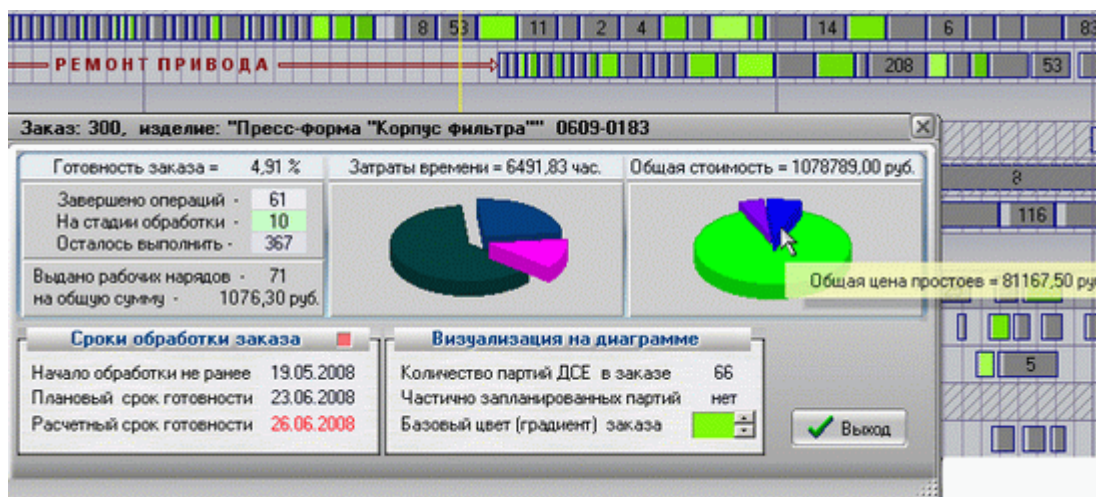 8 53 11 2 4 14 6 83
РЕМОНТ ПРИВОДА 208 53
Заказ: 300, изделие: "Пресс-форма "Корпус фильтра"" 0609-0183
Готовность заказа = 4,91 % Затраты времени = 6491,83 час. Общая стоимость = 1078789,00 руб.
8
Завершено операций - 61
На стадии обработки - 10
116
Осталось выполнить - 367
Выдано рабочих нарядов - 71
Общая цена простоев = 81167,50 ру
на общую сумму - 1076,30 руб.
Сроки обработки заказа Визуализация на диаграмме
5
Начало обработки не ранее 19.05.2008 Количество партий ДСЕ в заказе 66
Плановый срок готовности 23.06.2008 Частично запланированных партий нет
Расчетный срок готовности 26.06.2008 Базовый цвет (градиент) заказа
Выход